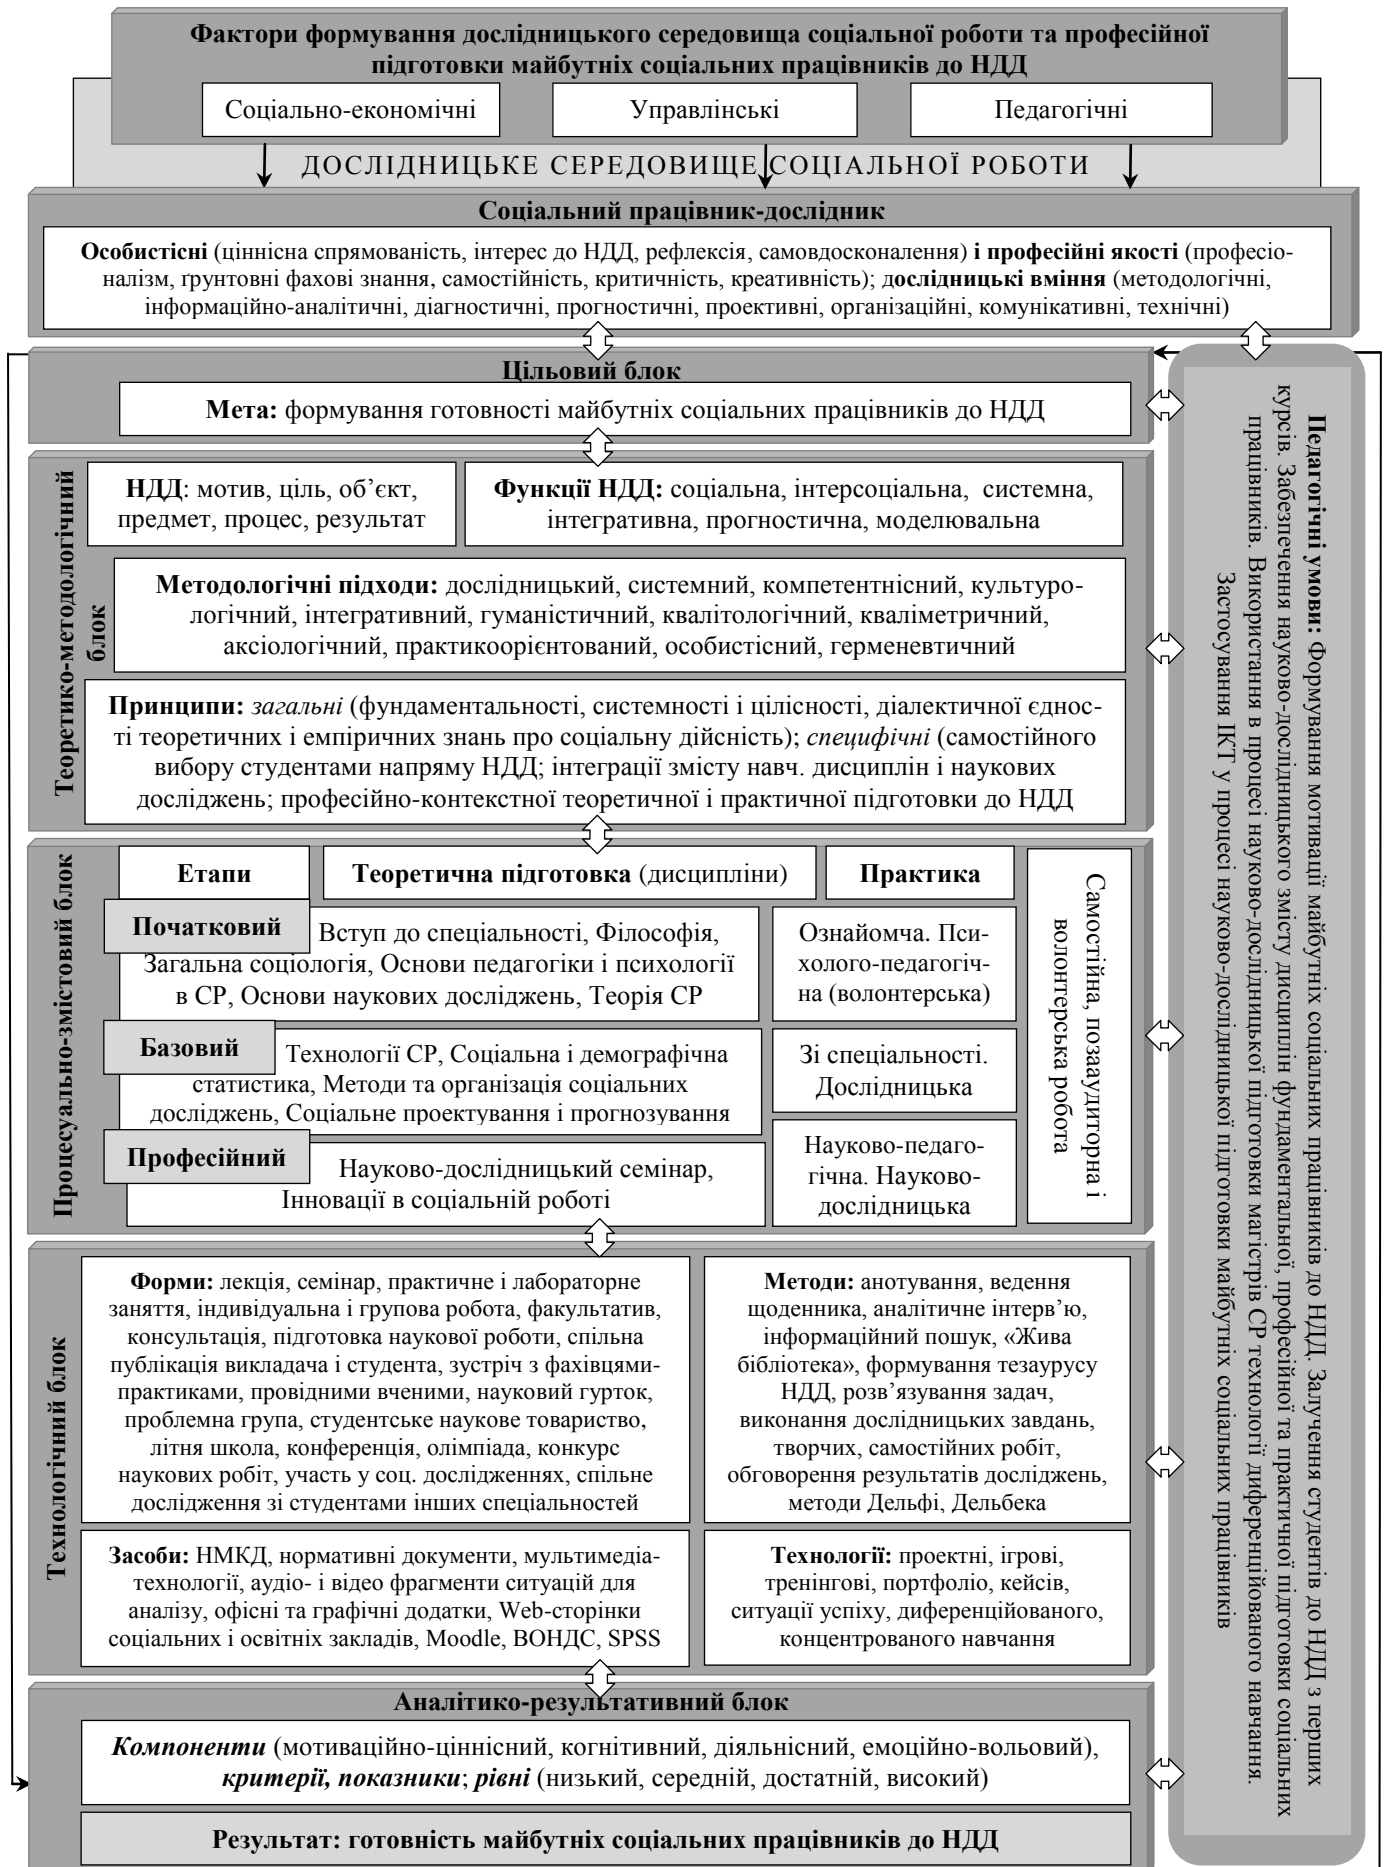 Фактори формування дослідницького середовища соціальної роботи та професійної
підготовки майбутніх соціальних працівників до НДД
Соціально-економічні
Управлінські
Педагогічні
ДОСЛІДНИЦЬКЕ СЕРЕДОВИЩЕ СОЦІАЛЬНОЇ РОБОТИ
Соціальний працівник-дослідник
Особистісні (ціннісна спрямованість, інтерес до НДД, рефлексія, самовдосконалення) і професійні якості (професіо-
налізм, ґрунтовні фахові знання, самостійність, критичність, креативність); дослідницькі вміння (методологічні,
інформаційно-аналітичні, діагностичні, прогностичні, проективні, організаційні, комунікативні, технічні)
Цільовий блок
Мета: формування готовності майбутніх соціальних працівників до НДД
Теоретико-методологічний
блок
НДД: мотив, ціль, об’єкт,
предмет, процес, результат
Функції НДД: соціальна, інтерсоціальна, системна,
інтегративна, прогностична, моделювальна
Методологічні підходи: дослідницький, системний, компетентнісний, культуро-
логічний, інтегративний, гуманістичний, квалітологічний, кваліметричний,
аксіологічний, практикоорієнтований, особистісний, герменевтичний
Принципи: загальні (фундаментальності, системності і цілісності, діалектичної єднос-
ті теоретичних і емпіричних знань про соціальну дійсність); специфічні (самостійного
вибору студентами напряму НДД; інтеграції змісту навч. дисциплін і наукових
досліджень; професійно-контекстної теоретичної і практичної підготовки до НДД
Процесуально-змістовий блок
Етапи
Теоретична підготовка (дисципліни)
Практика
Початковий
Вступ до спеціальності, Філософія,
Загальна соціологія, Основи педагогіки і психології
в СР, Основи наукових досліджень, Теорія СР
Ознайомча. Пси-
холого-педагогіч-
на (волонтерська)
Базовий
Технології СР, Соціальна і демографічна
статистика, Методи та організація соціальних
досліджень, Соціальне проектування і прогнозування
Зі спеціальності.
Дослідницька
Професійний
Науково-дослідницький семінар,
Інновації в соціальній роботі
Науково-педаго-
гічна. Науково-
дослідницька
Самостійна, позааудиторна і
волонтерська робота
Технологічний блок
Форми: лекція, семінар, практичне і лабораторне
заняття, індивідуальна і групова робота, факультатив,
консультація, підготовка наукової роботи, спільна
публікація викладача і студента, зустріч з фахівцями-
практиками, провідними вченими, науковий гурток,
проблемна група, студентське наукове товариство,
літня школа, конференція, олімпіада, конкурс
наукових робіт, участь у соц. дослідженнях, спільне
дослідження зі студентами інших спеціальностей
Методи: анотування, ведення
щоденника, аналітичне інтерв’ю,
інформаційний пошук, «Жива
бібліотека», формування тезаурусу
НДД, розв’язування задач,
виконання дослідницьких завдань,
творчих, самостійних робіт,
обговорення результатів досліджень,
методи Дельфі, Дельбека
Засоби: НМКД, нормативні документи, мультимедіа-
технології, аудіо- і відео фрагменти ситуацій для
аналізу, офісні та графічні додатки, Web-сторінки
соціальних і освітніх закладів, Moodle, ВОНДС, SPSS
Технології: проектні, ігрові,
тренінгові, портфоліо, кейсів,
ситуації успіху, диференційованого,
концентрованого навчання
Аналітико-результативний блок
Компоненти (мотиваційно-ціннісний, когнітивний, діяльнісний, емоційно-вольовий),
критерії, показники; рівні (низький, середній, достатній, високий)
Результат: готовність майбутніх соціальних працівників до НДД
Педагогічні умови: Формування мотивації майбутніх соціальних працівників до НДД. Залучення студентів до НДД з перших
курсів. Забезпечення науково-дослідницького змісту дисциплін фундаментальної, професійної та практичної підготовки соціальних
працівників. Використання в процесі науково-дослідницької підготовки магістрів СР технології диференційованого навчання.
Застосування ІКТ у процесі науково-дослідницької підготовки майбутніх соціальних працівників